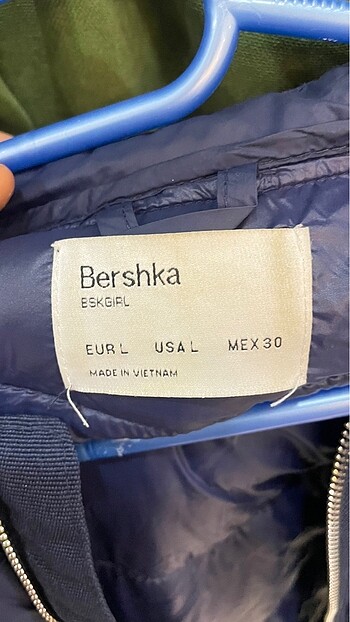 Bershka
BSKGIRL
EUR L USA L MEX 30
MADE IN VIETNAM